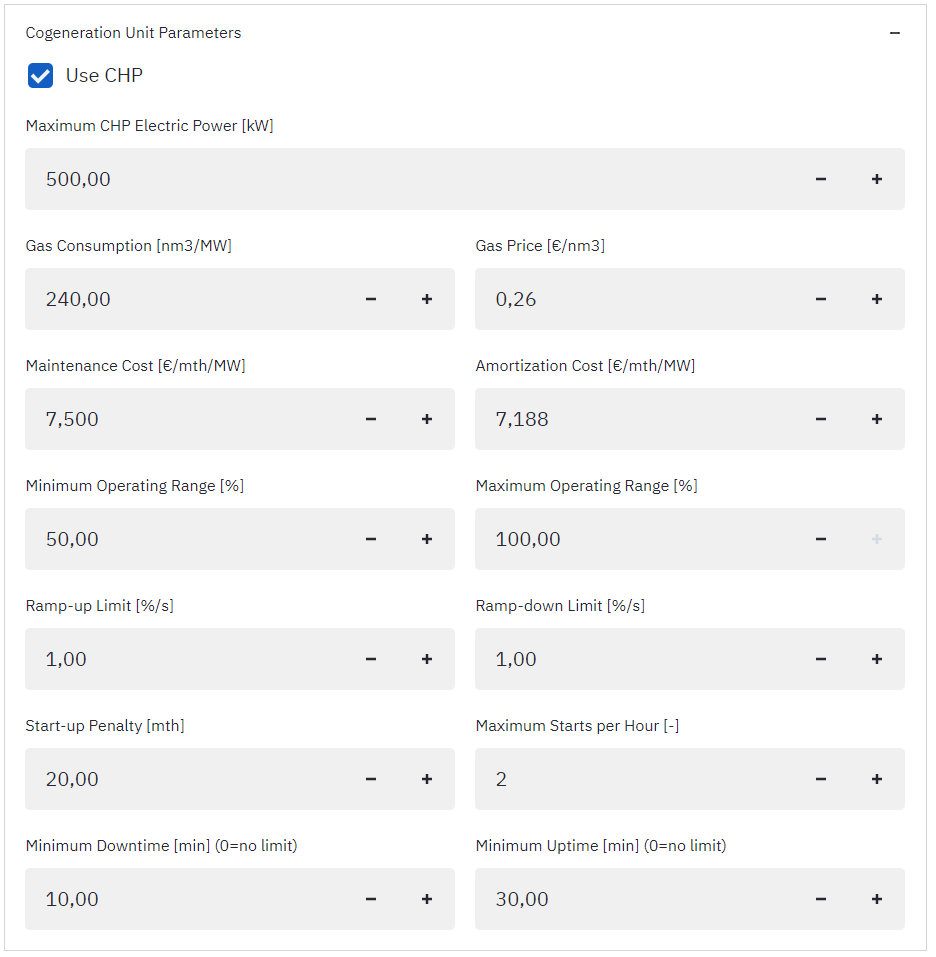 Cogeneration Unit Parameters
Use CHP
Maximum CHP Electric Power [kW]
500,00
Gas Consumption [nm3/MW]
Gas Price [€/nm3]
240,00
0,26
Maintenance Cost [€/mth/MW]
Amortization Cost [€/mth/MW]
7,500
7,188
Minimum Operating Range [%]
Maximum Operating Range [%]
50,00
100,00
Ramp-up Limit [%/s]
Ramp-down Limit [%/s]
1,00
1,00
Start-up Penalty [mth]
Maximum Starts per Hour [-]
20,00
2
Minimum Downtime [min] (0=no limit)
Minimum Uptime [min] (0=no limit)
10,00
30,00